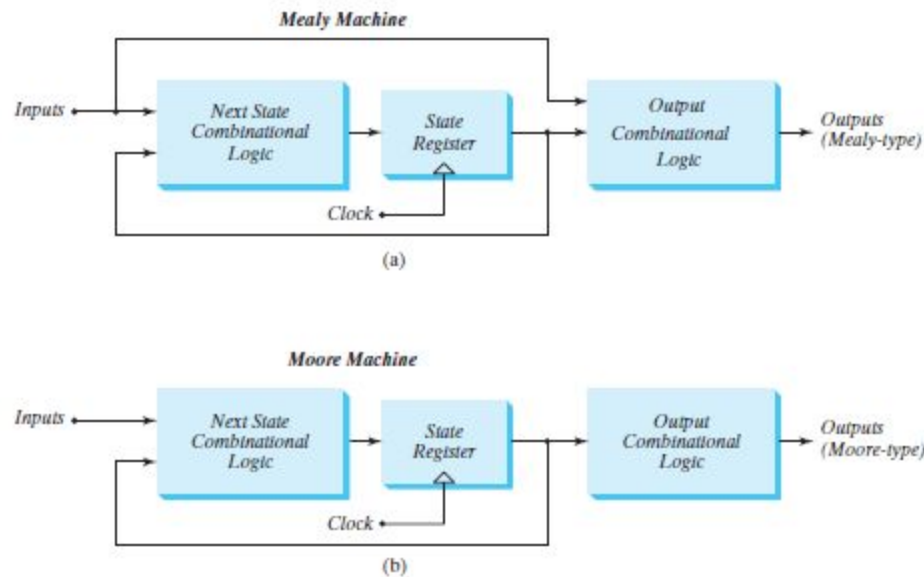 Mealy Machine
Inputs
Next State
Combinational
Logic
State
Register
Output
Combinational
Logic
Outputs
(Mealy-type)
Clock
(a)
Moore Machine
Inputs
Next State
Combinational
Logic
State
Register
Output
Combinational
Logic
Outputs
(Moore-type)
Clock
(b)